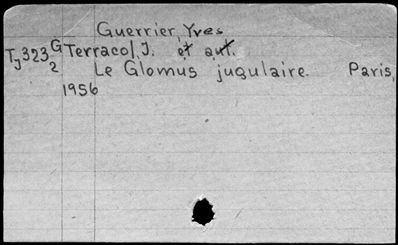 Guerrier, Yves
Tj323 G Terracol J. et aut.
2 Le Glomus jugulaire. Paris,
1956